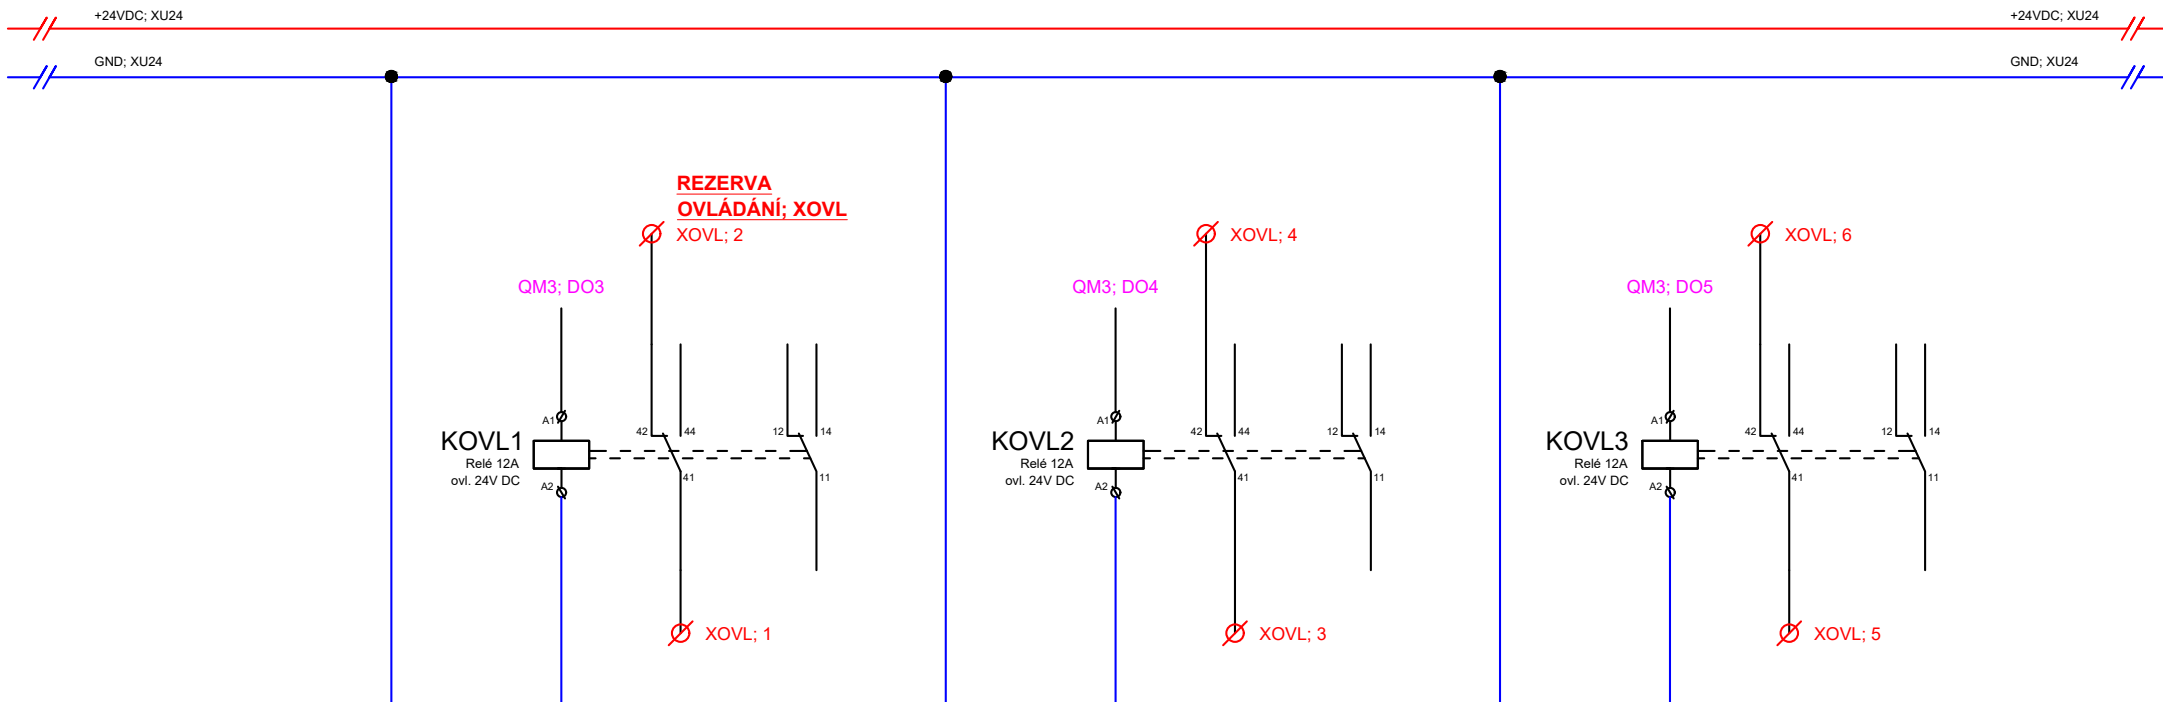 +24VDC; XU24
+24VDC; XU24
GND; XU24
GND; XU24
REZERVA
OVLÁDÁNÍ; XOVL
XOVL; 2
XOVL; 4
XOVL; 6
QM3; DO3
QM3; DO4
QM3; DO5
A1
42
44
12
14
KOVL1
Relé 12A
ovl. 24V DC
A2
41
11
A1
42
44
12
14
KOVL2
Relé 12A
ovl. 24V DC
A2
41
11
A1
42
44
12
14
KOVL3
Relé 12A
ovl. 24V DC
A2
41
11
XOVL; 1
XOVL; 3
XOVL; 5